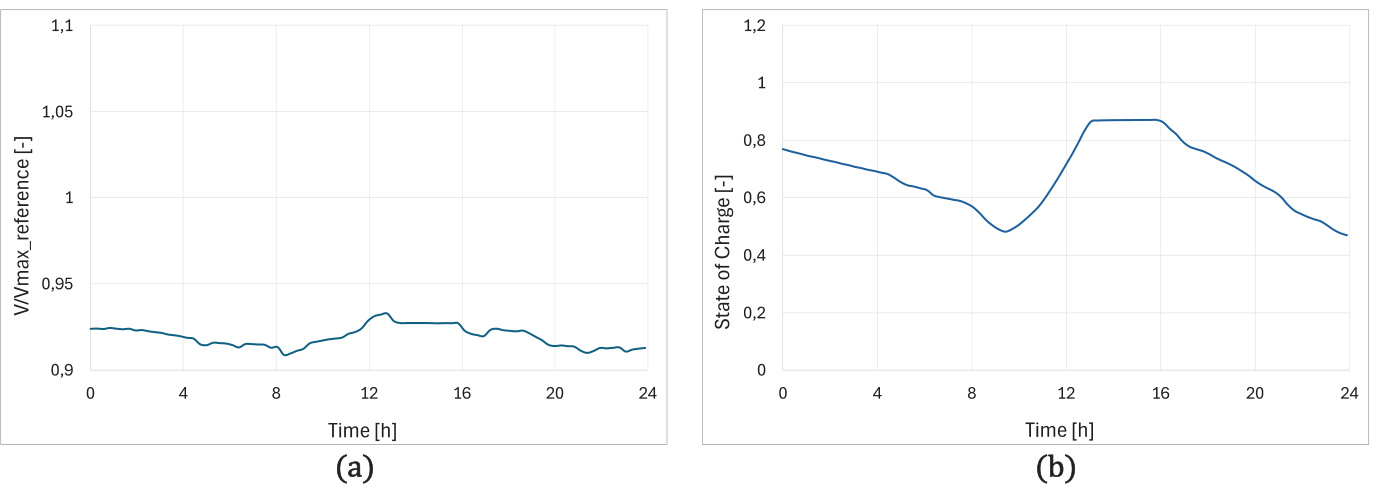 1,1
1,05
1
0,95
0,9
V/Vmax_reference [-]
0 4 8 12 16 20 24
Time [h]
(a)
1,2
1
0,8
0,6
0,4
0,2
0
State of Charge [-]
0 4 8 12 16 20 24
Time [h]
(b)